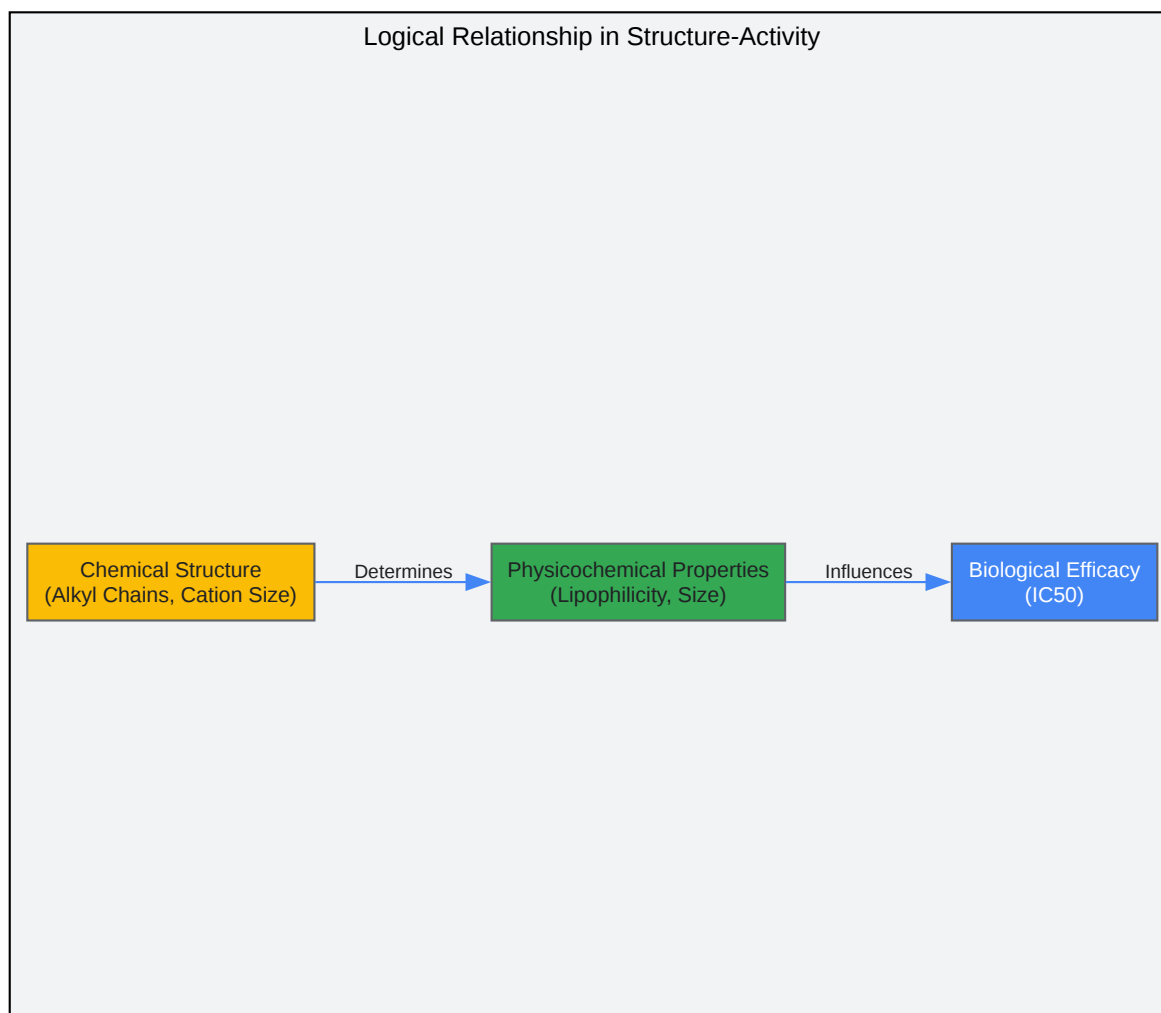 Logical Relationship in Structure-Activity
Chemical Structure
(Alkyl Chains, Cation Size)
Determines
Physicochemical Properties
(Lipophilicity, Size)
Influences
Biological Efficacy
(IC50)